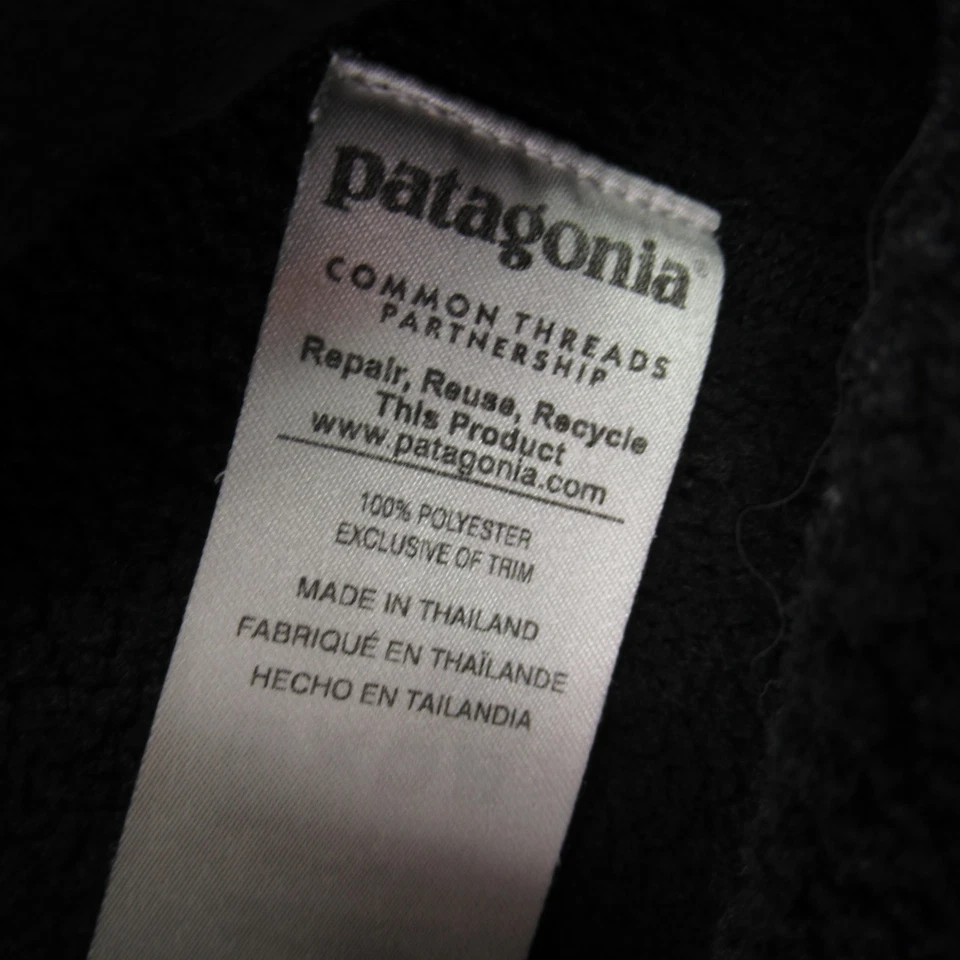 patagonia®
COMMON THREADS
PARTNERSHIP
Repair, Reuse, Recycle
This Product
www.patagonia.com
100% POLYESTER
EXCLUSIVE OF TRIM
MADE IN THAILAND
FABRIQUÉ EN THAÏLANDE
HECHO EN TAILANDIA